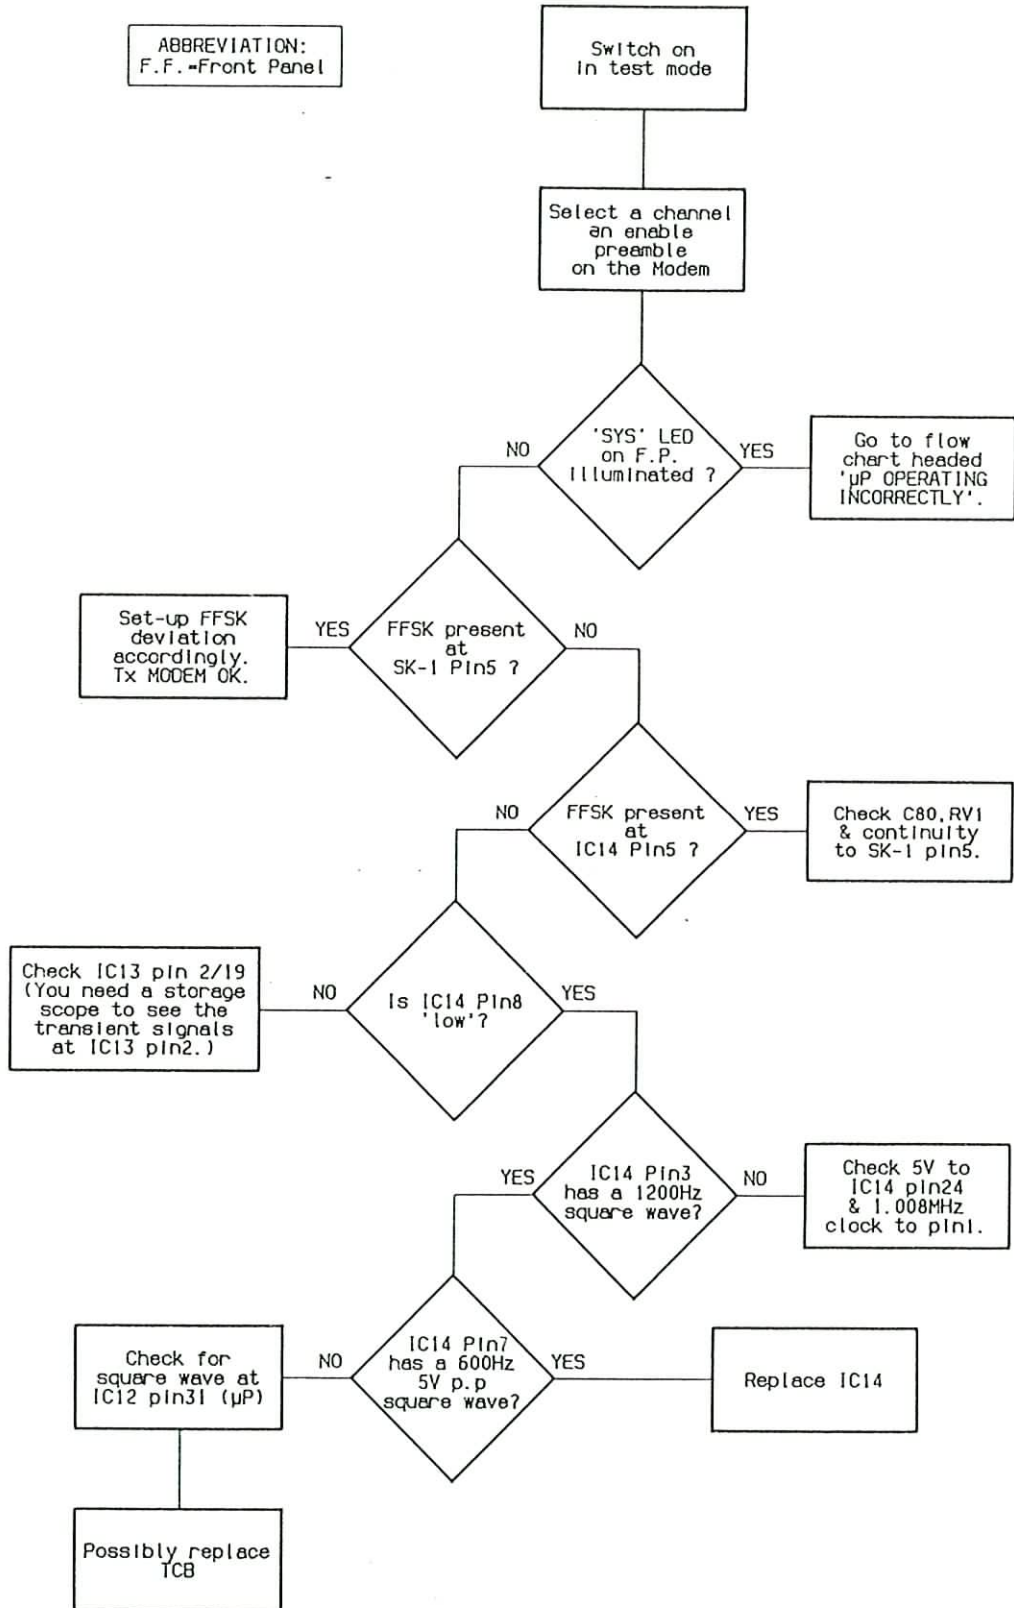 ABBREVIATION:
F.F.=Front Panel
Switch on
in test mode
Select a channel
an enable
preamble
on the Modem
'SYS' LED
on F.P.
illuminated ?
NO
YES
Go to flow
chart headed
'µP OPERATING
INCORRECTLY'.
Set-up FFSK
deviation
accordingly.
Tx MODEM OK.
YES
FFSK present
at
SK-1 Pin5 ?
NO
NO
FFSK present
at
IC14 Pin5 ?
YES
Check C80,RV1
& continuity
to SK-1 pin5.
Check IC13 pin 2/19
(You need a storage
scope to see the
transient signals
at IC13 pin2.)
NO
Is IC14 Pin8
'low'?
YES
YES
IC14 Pin3
has a 1200Hz
square wave?
NO
Check 5V to
IC14 pin24
& 1.008MHz
clock to pin1.
Check for
square wave at
IC12 pin31 (µP)
NO
IC14 Pin7
has a 600Hz
5V p.p
square wave?
YES
Replace IC14
Possibly replace
TCB